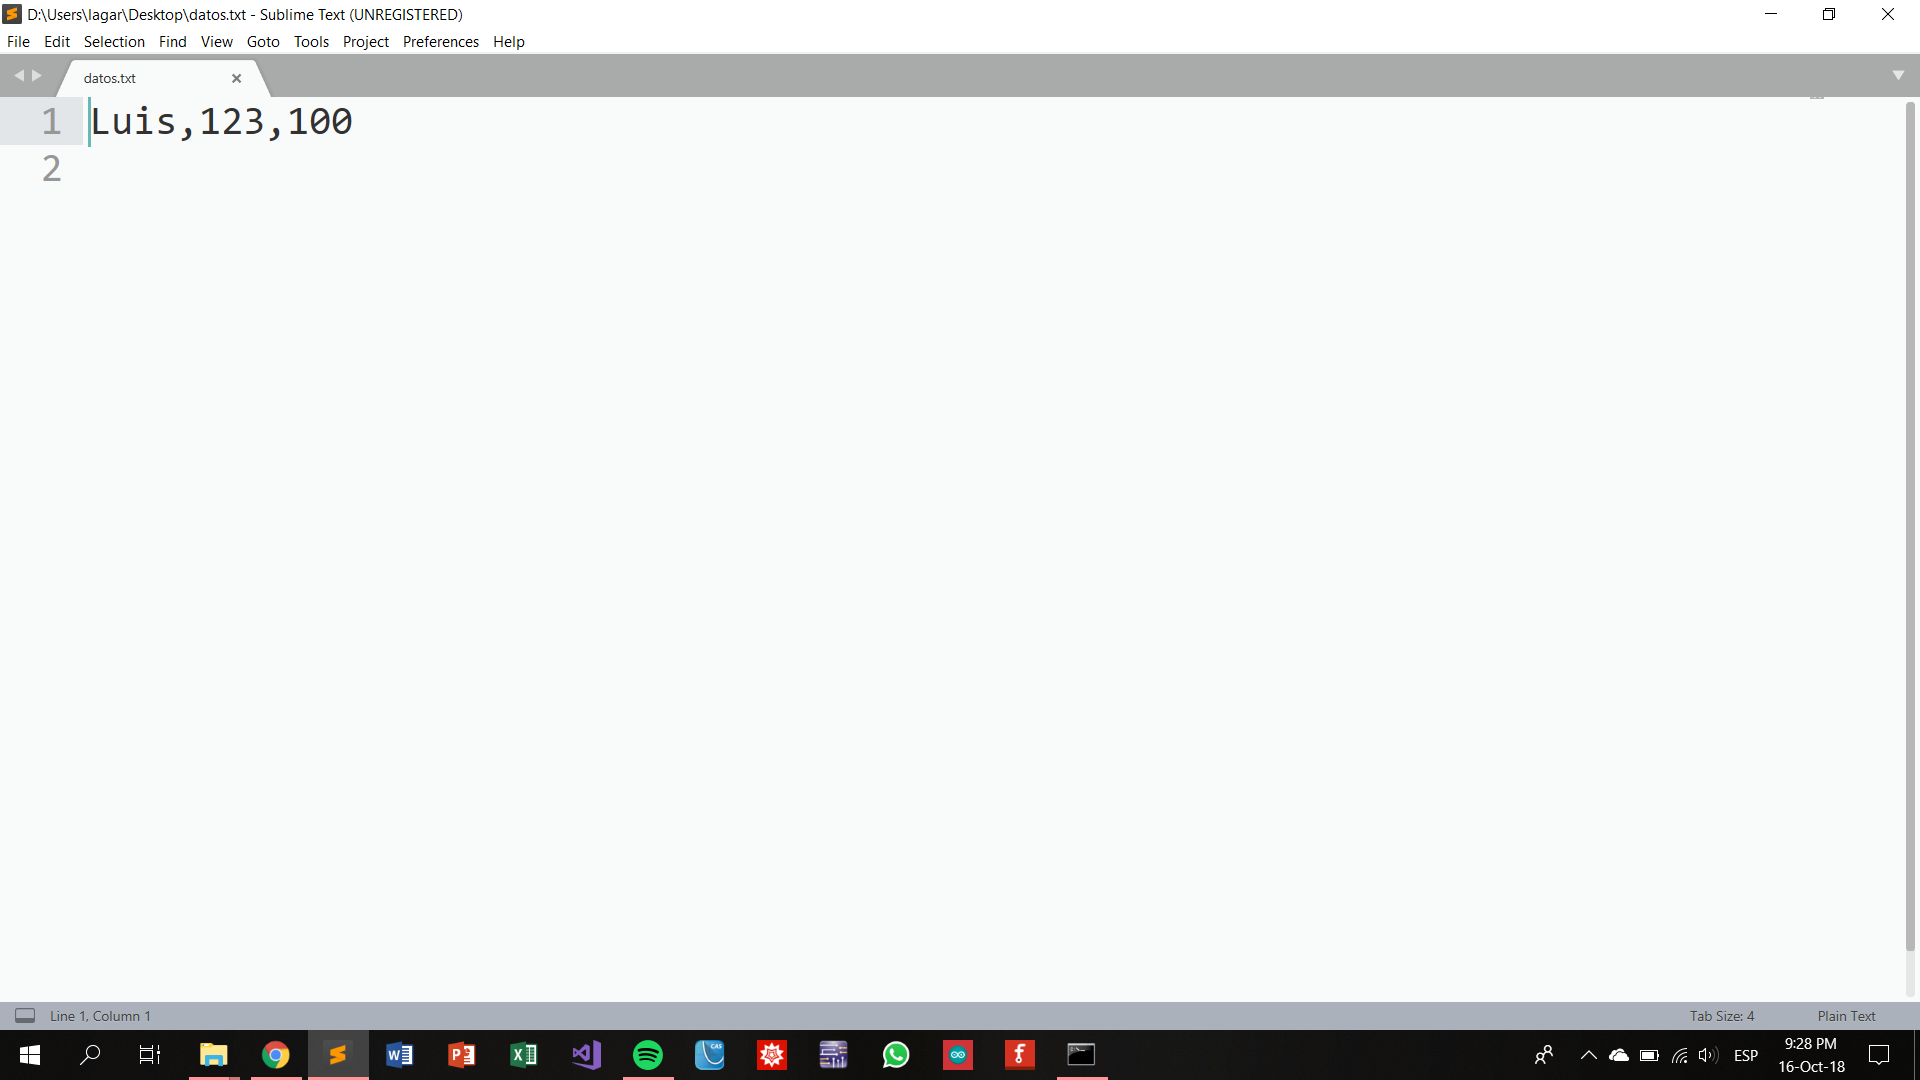 D:\Users\lagar\Desktop\datos.txt - Sublime Text (UNREGISTERED)
File Edit Selection Find View Goto Tools Project Preferences Help
datos.txt
1 Luis,123,100
2
Line 1, Column 1 Tab Size: 4 Plain Text
ESP 9:28 PM
16-Oct-18